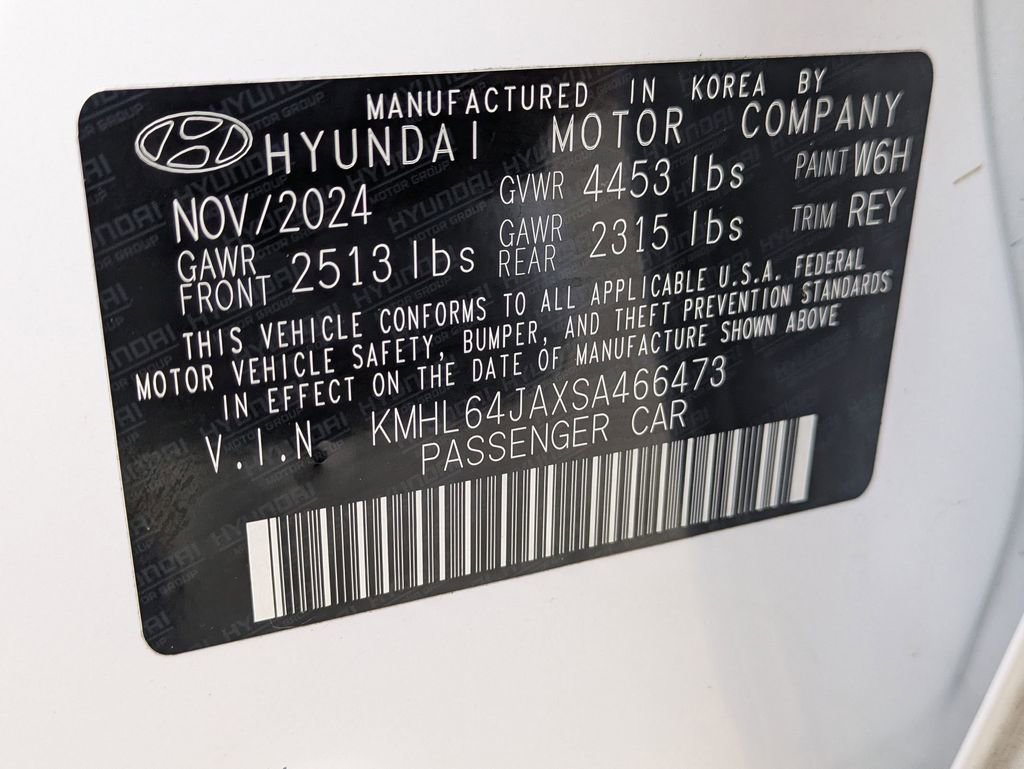 MANUFACTURED IN KOREA BY
HYUNDAI MOTOR COMPANY
NOV/2024 GVWR 4453 lbs PAINT W6H
GAWR FRONT 2513 lbs GAWR REAR 2315 lbs TRIM REY
THIS VEHICLE CONFORMS TO ALL APPLICABLE U.S.A. FEDERAL
MOTOR VEHICLE SAFETY, BUMPER, AND THEFT PREVENTION STANDARDS
IN EFFECT ON THE DATE OF MANUFACTURE SHOWN ABOVE
V.I.N KMHL64JAXSA466473
PASSENGER CAR